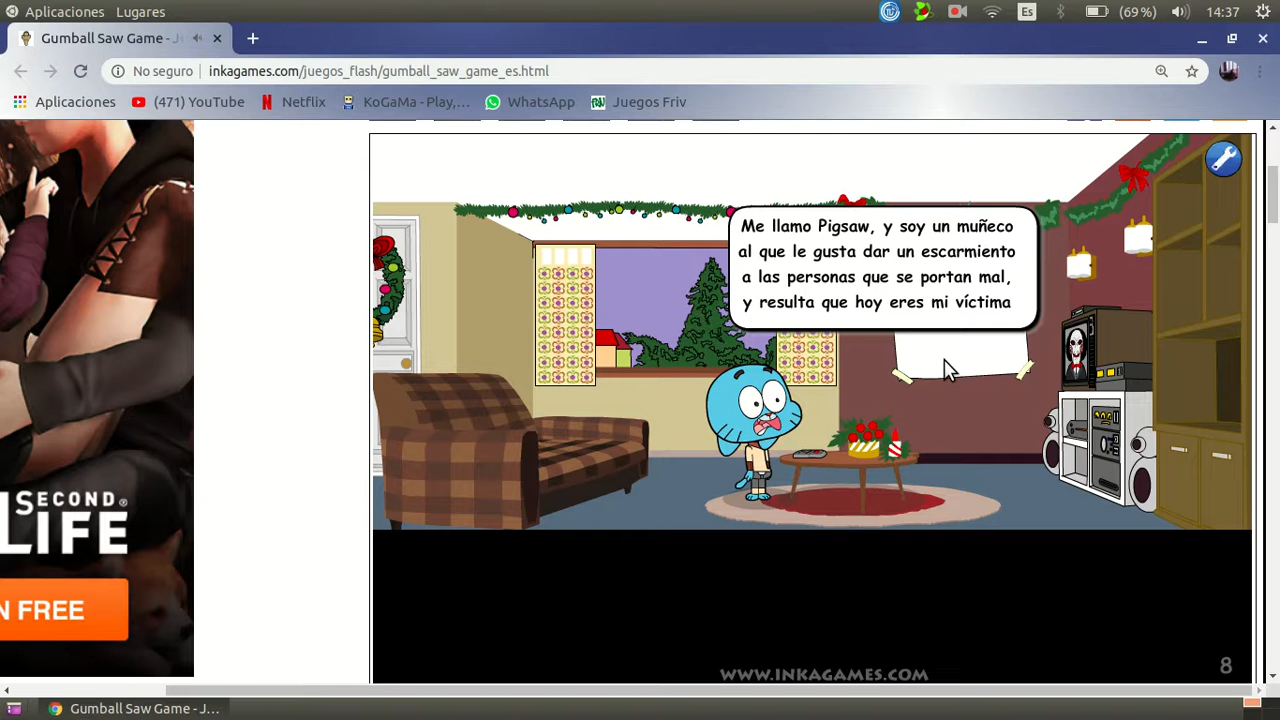 Aplicaciones Lugares
Es (69%) 14:37
Gumball Saw Game - J
No seguro inkagames.com/juegos_flash/gumball_saw_game_es.html
Aplicaciones (471) YouTube Netflix KoGaMa - Play,... WhatsApp Juegos Friv
Me llamo Pigsaw, y soy un muñeco
al que le gusta dar un escarmiento
a las personas que se portan mal,
y resulta que hoy eres mi víctima
SECOND
LIFE®
N FREE
WWW.INKAGAMES.COM
8
Gumball Saw Game - J...